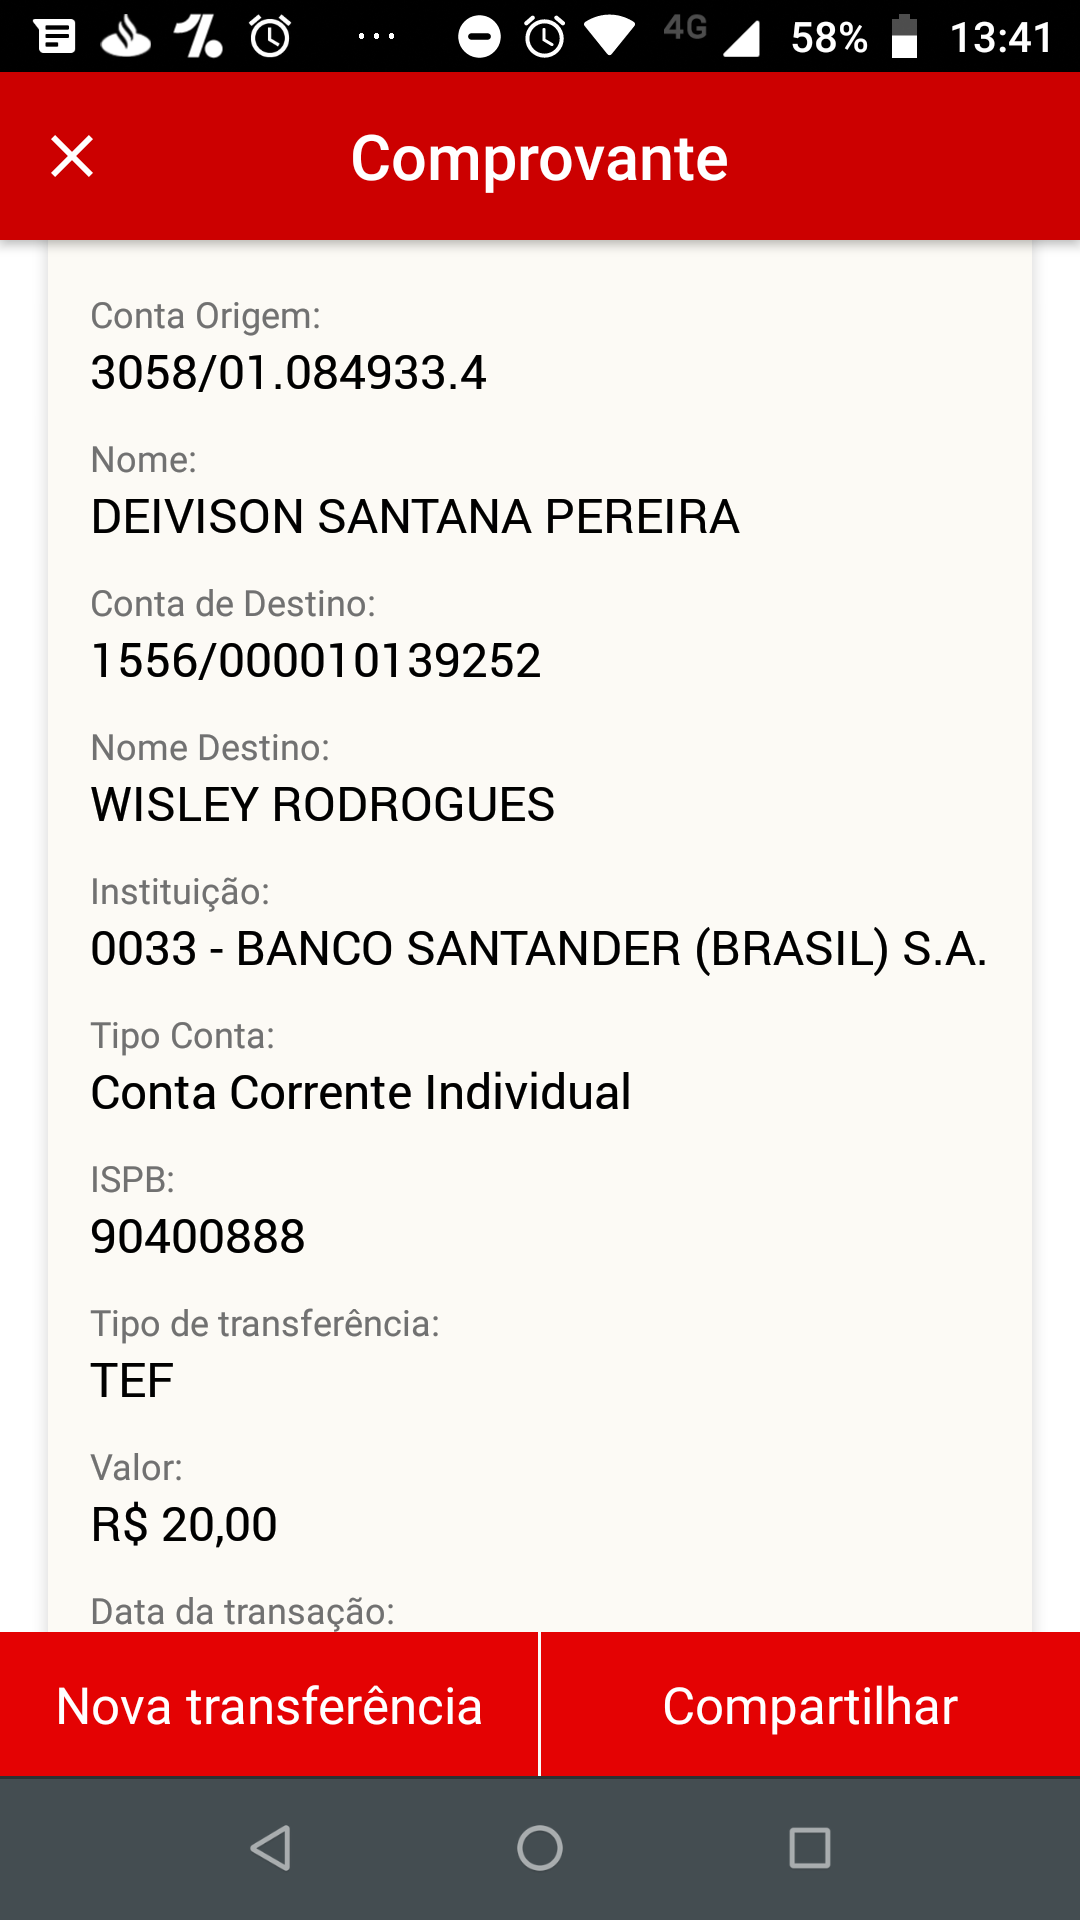 4G 58% 13:41
Comprovante
Conta Origem:
3058/01.084933.4
Nome:
DEIVISON SANTANA PEREIRA
Conta de Destino:
1556/000010139252
Nome Destino:
WISLEY RODROGUES
Instituição:
0033 - BANCO SANTANDER (BRASIL) S.A.
Tipo Conta:
Conta Corrente Individual
ISPB:
90400888
Tipo de transferência:
TEF
Valor:
R$ 20,00
Data da transação:
Nova transferência
Compartilhar